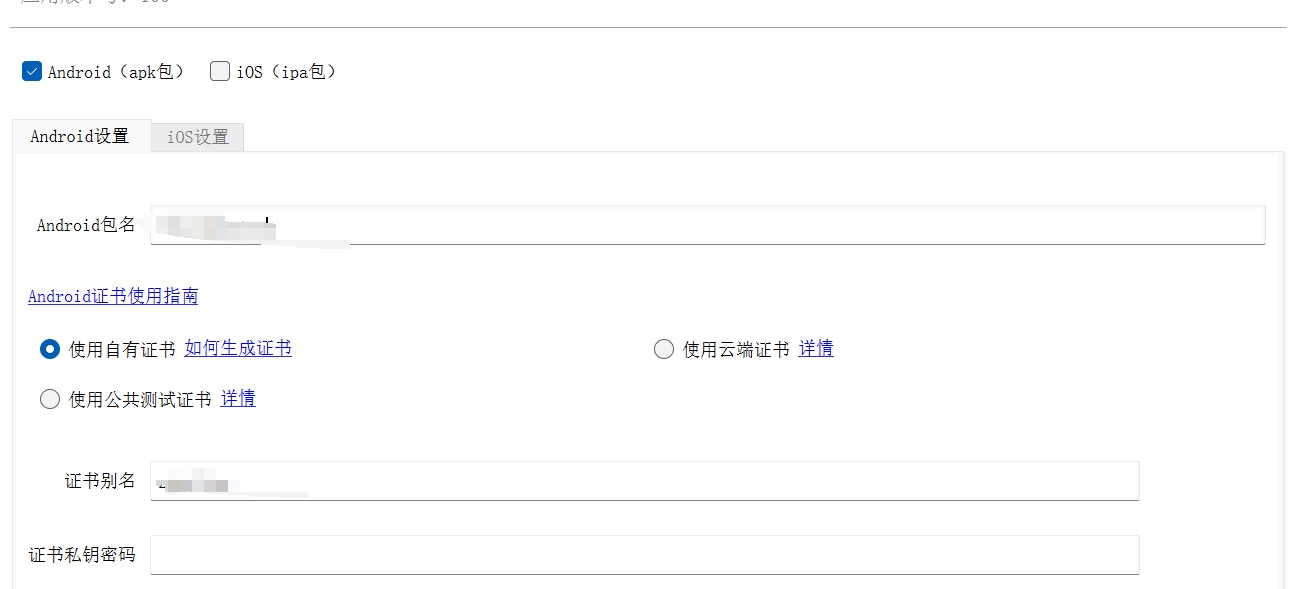 Android（apk包） iOS（ipa包）
Android设置 iOS设置
Android包名
Android证书使用指南
使用自有证书 如何生成证书 使用云端证书 详情
使用公共测试证书 详情
证书别名
证书私钥密码